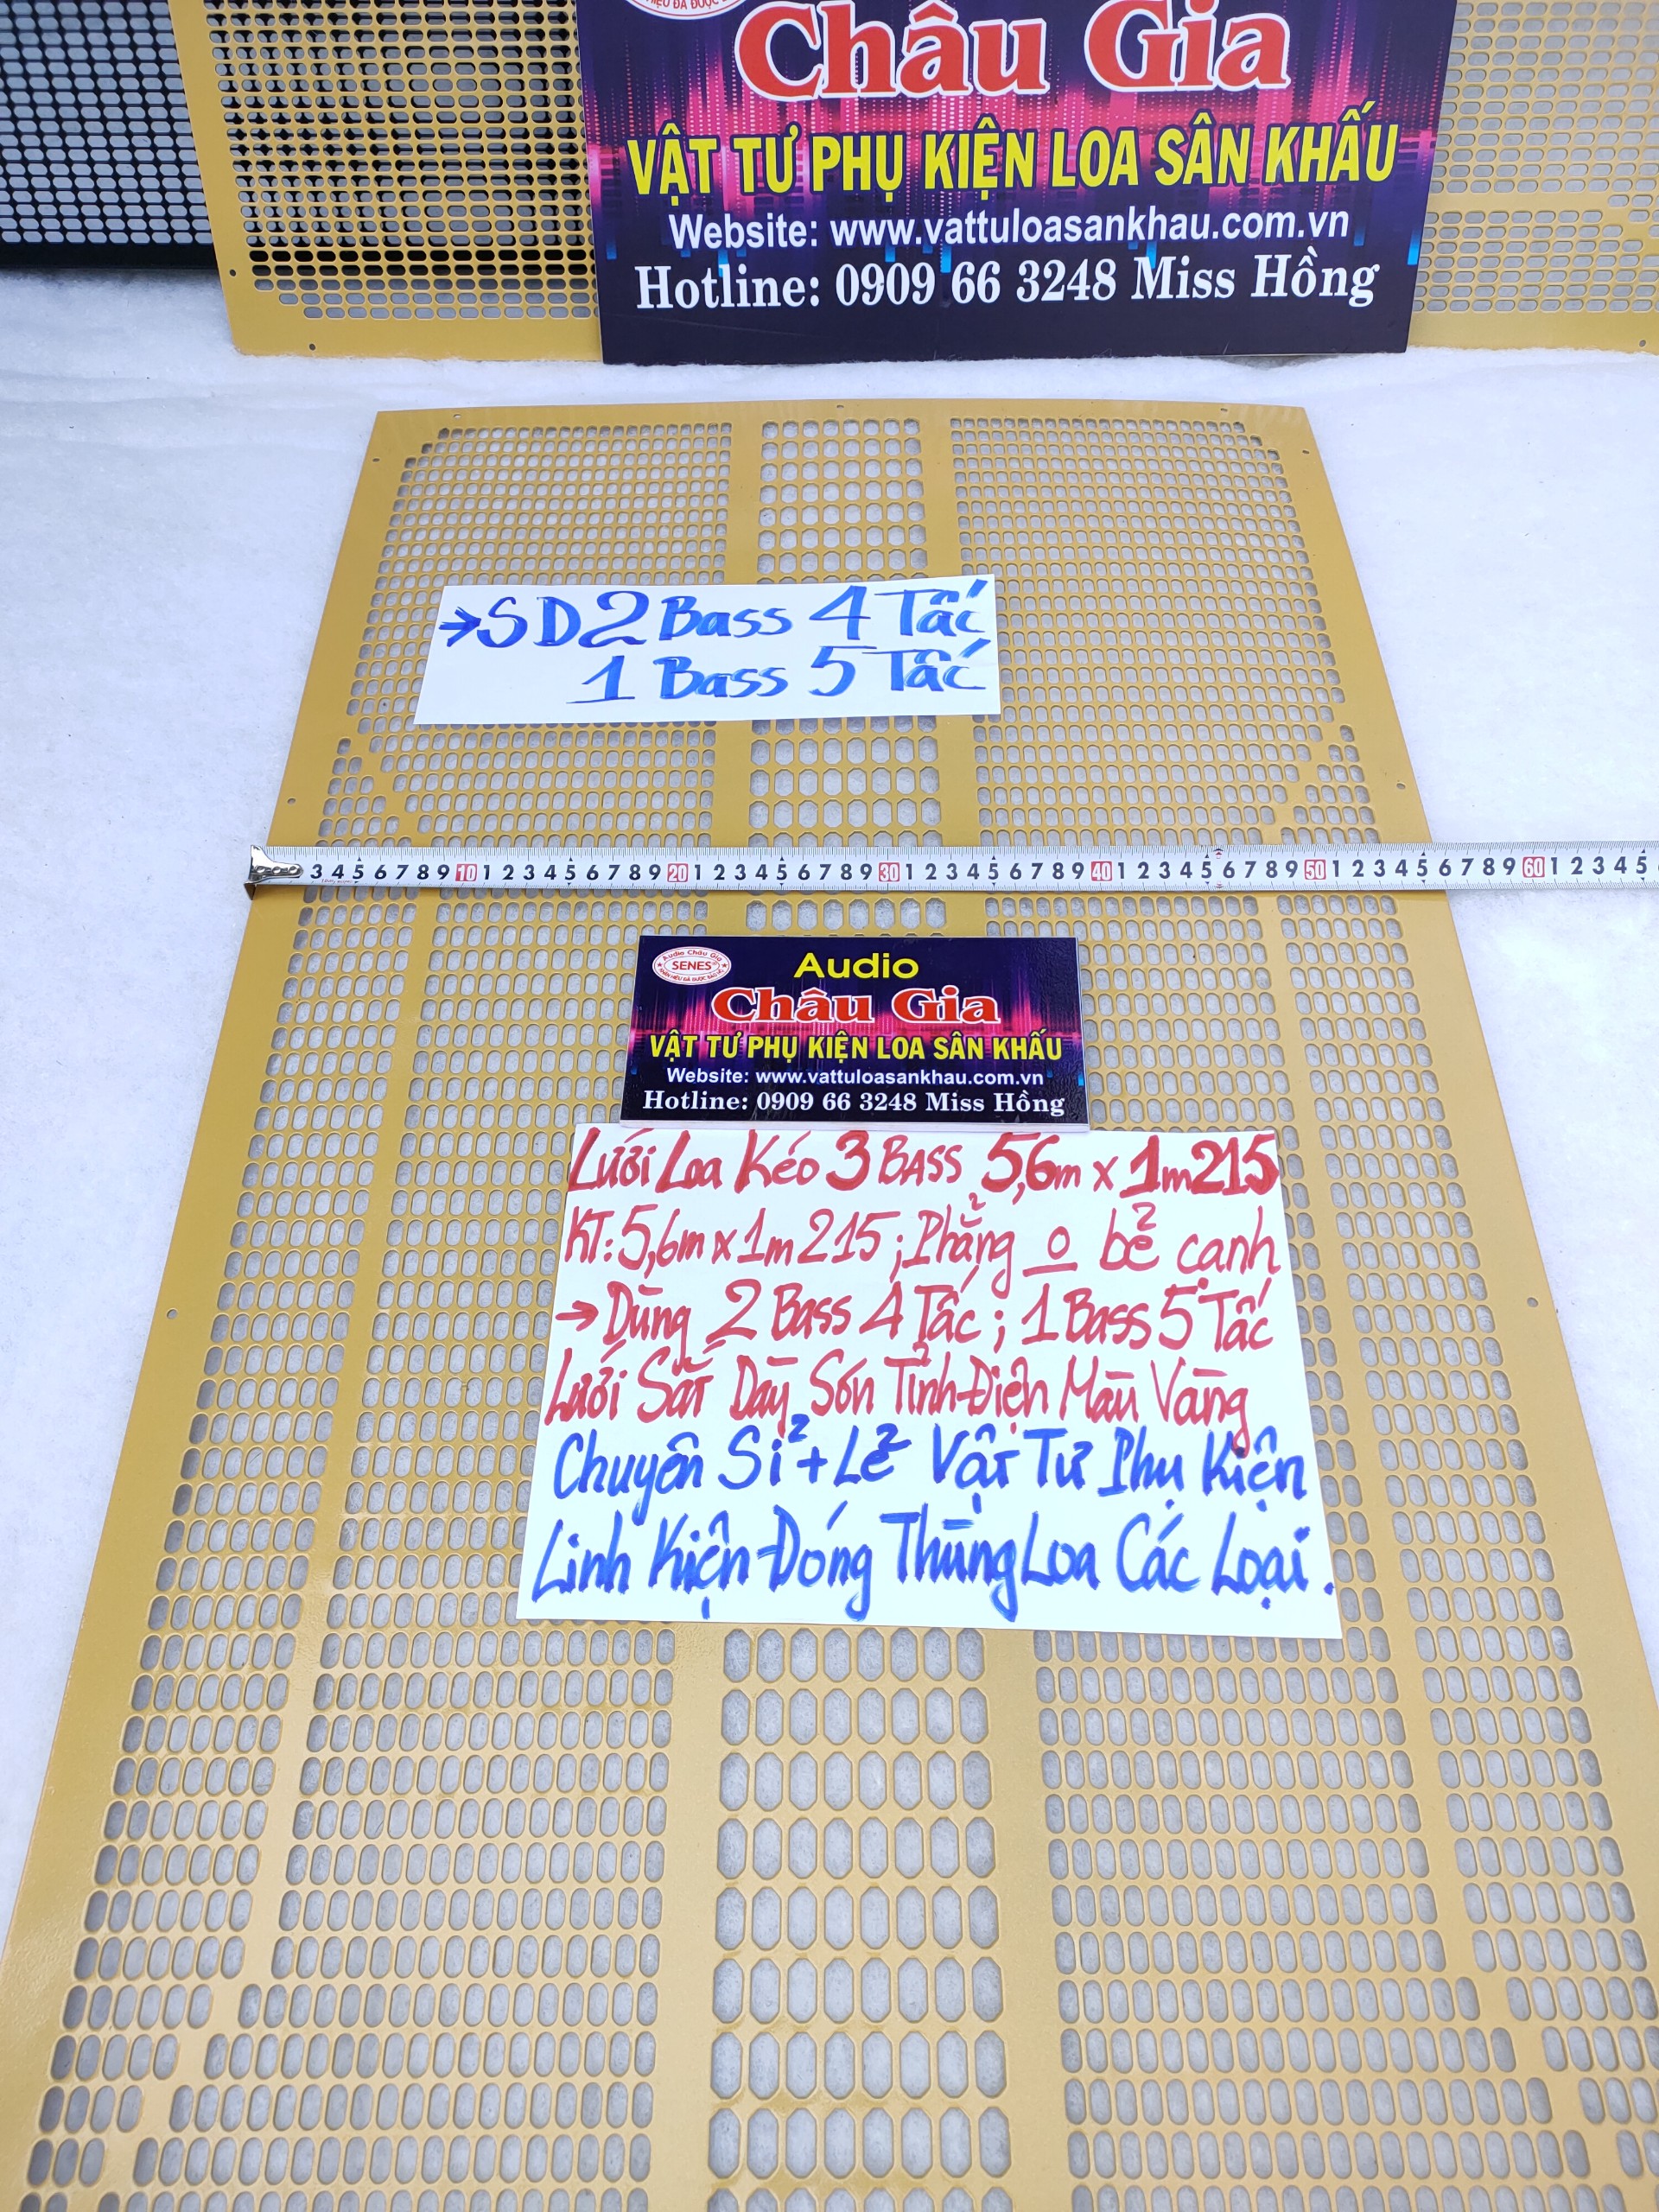 Châu Gia
VẬT TƯ PHỤ KIỆN LOA SÂN KHẤU
Website: www.vattuloasankhau.com.vn
Hotline: 0909 66 3248 Miss Hồng
→SD 2 Bass 4 Tấc
1 Bass 5 Tấc
3 4 5 6 7 8 9 10 1 2 3 4 5 6 7 8 9 20 1 2 3 4 5 6 7 8 9 30 1 2 3 4 5 6 7 8 9 40 1 2 3 4 5 6 7 8 9 50 1 2 3 4 5 6 7 8 9 60 1 2 3 4 5
Audio Châu Gia
SENES
Audio
Châu Gia
VẬT TƯ PHỤ KIỆN LOA SÂN KHẤU
Website: www.vattuloasankhau.com.vn
Hotline: 0909 66 3248 Miss Hồng
Lưới Loa Kéo 3 BASS 5,6m x 1m215
KT: 5,6m x 1m215; Phẳng o bẻ cạnh
→ Dùng 2 Bass 4 Tấc; 1 Bass 5 Tấc
Lưới Sắt Dày Sơn Tĩnh Điện Màu Vàng
Chuyên Sỉ + Lẻ Vật Tư Phụ Kiện
Linh Kiện Đóng Thùng Loa Các Loại.